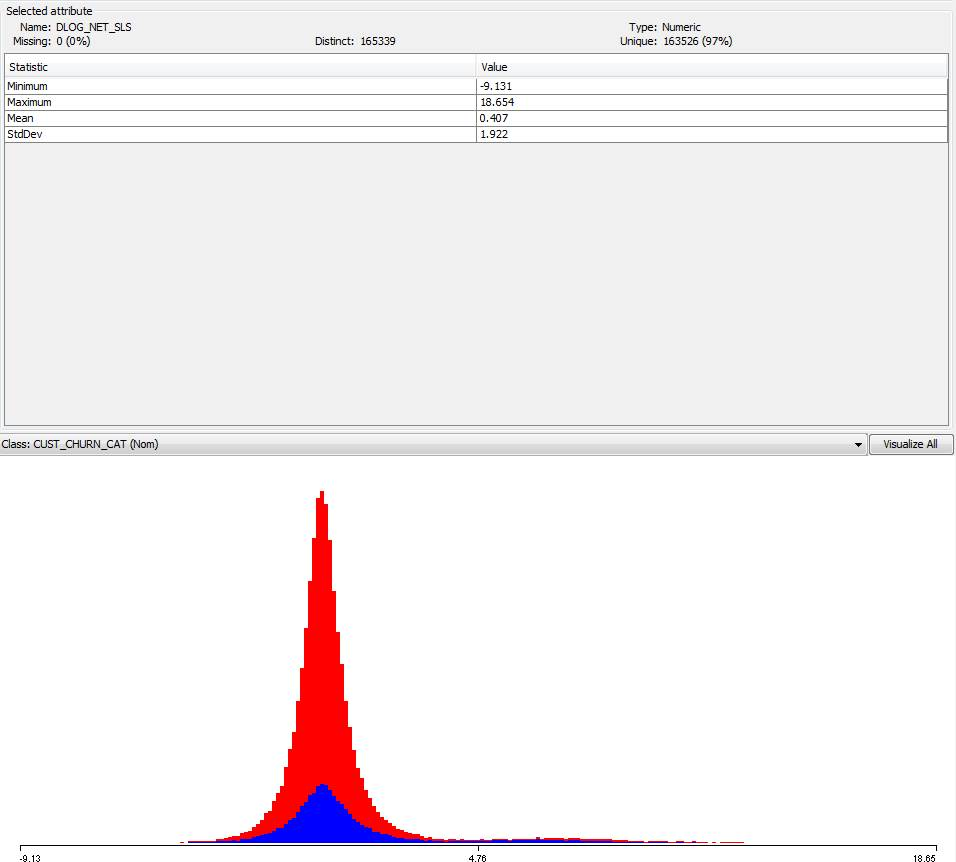 Selected attribute
Name: DLOG_NET_SLS Type: Numeric
Missing: 0 (0%) Distinct: 165339 Unique: 163526 (97%)
Statistic Value
Minimum -9.131
Maximum 18.654
Mean 0.407
StdDev 1.922
Class: CUST_CHURN_CAT (Nom) Visualize All
-9.13 4.76 18.65